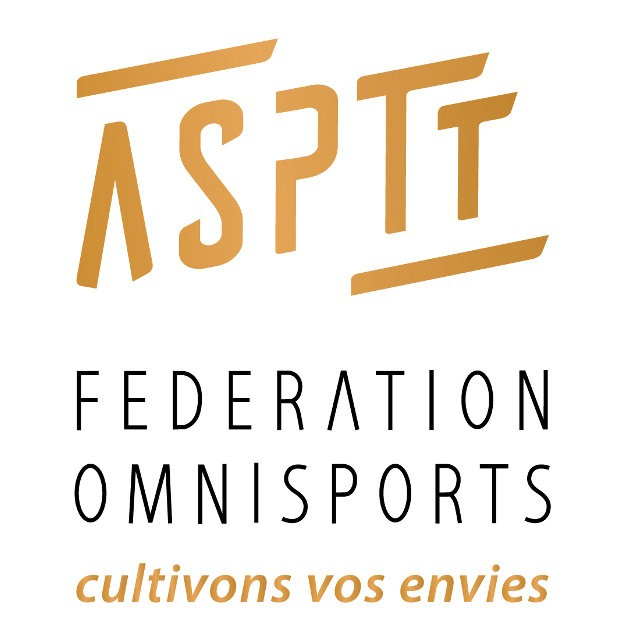 ASPTT
FEDERATION
OMNISPORTS
cultivons vos envies